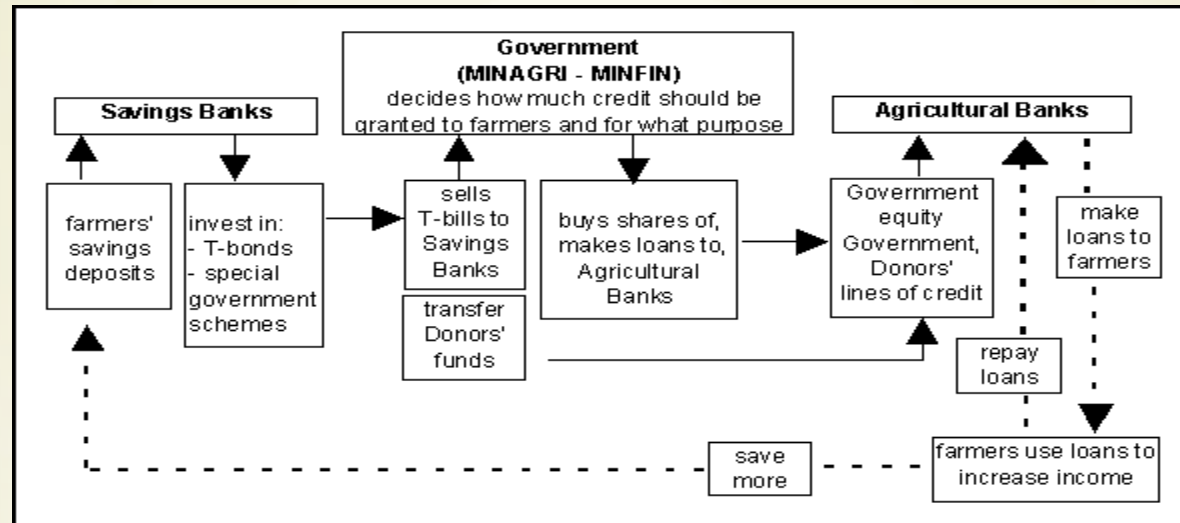 Government
(MINAGRI - MINFIN)
decides how much credit should be
granted to farmers and for what purpose
Savings Banks
Agricultural Banks
farmers'
savings
deposits
invest in:
- T-bonds
- special
government
schemes
sells
T-bills to
Savings
Banks
transfer
Donors'
funds
buys shares of,
makes loans to,
Agricultural
Banks
Government
equity
Government,
Donors'
lines of credit
make
loans to
farmers
repay
loans
farmers use loans to
increase income
save
more